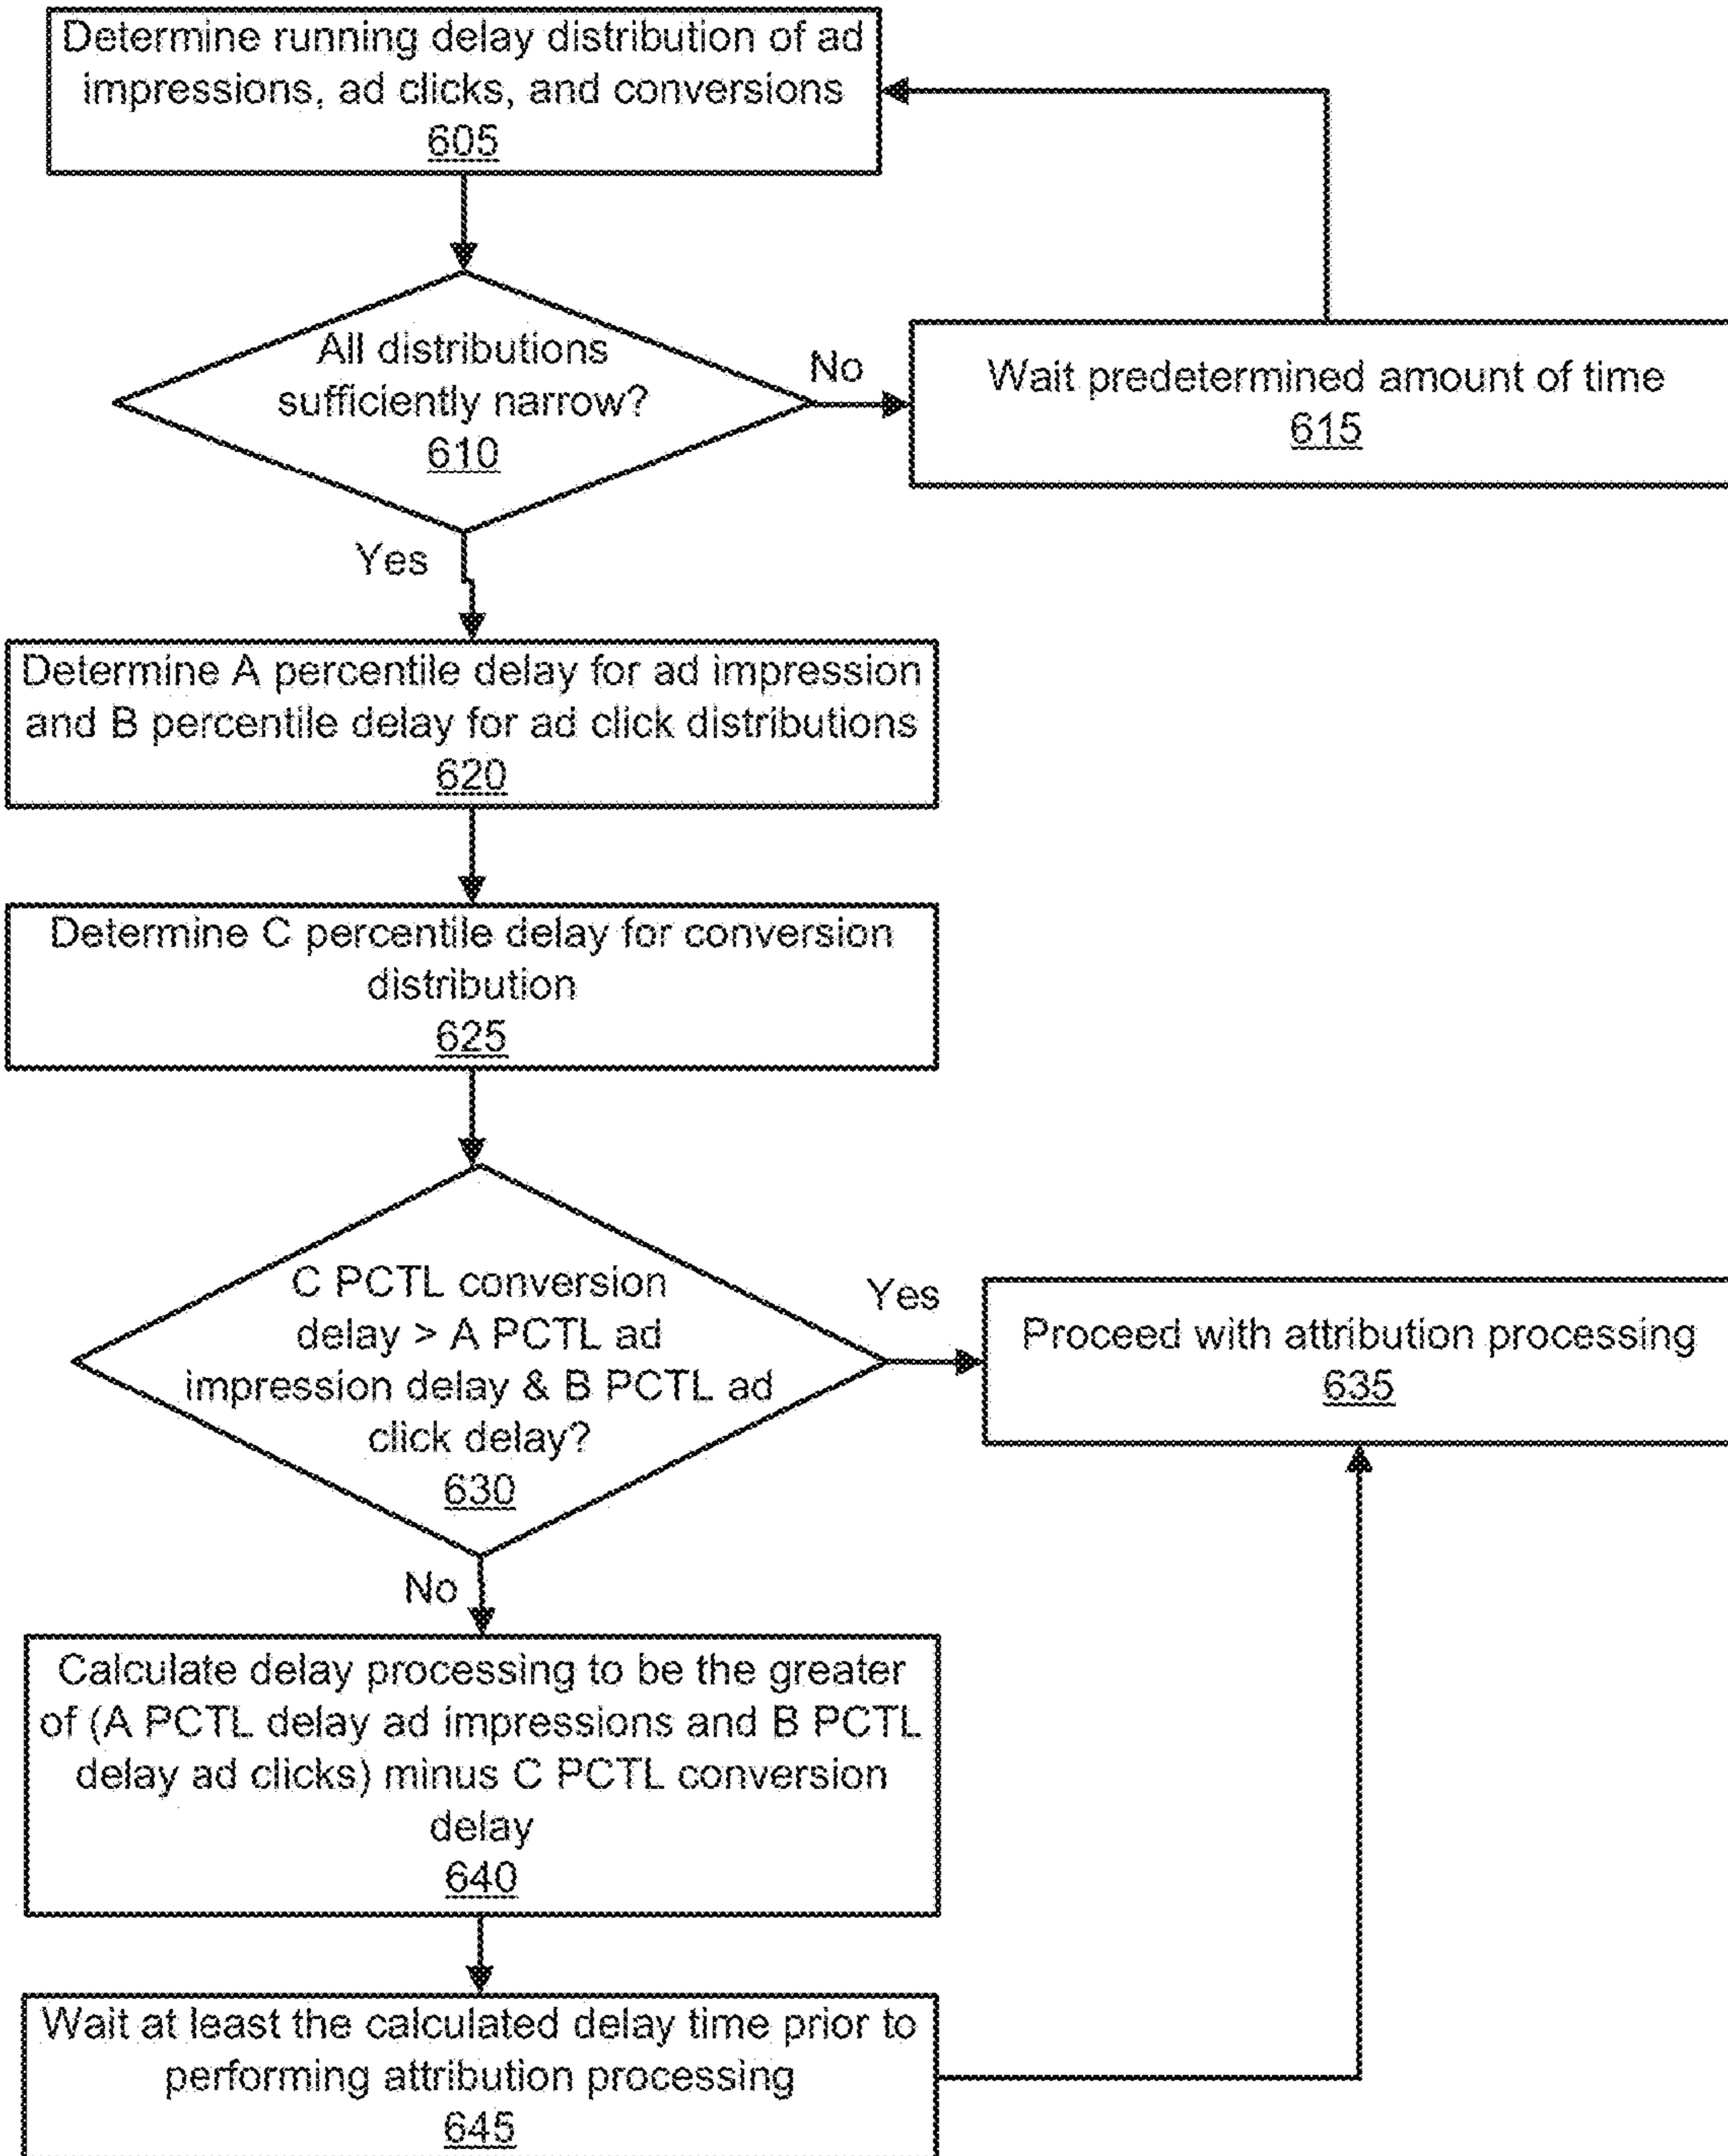 Determine running delay distribution of ad
impressions, ad clicks, and conversions
605
All distributions
sufficiently narrow?
610
No
Wait predetermined amount of time
615
Yes
Determine A percentile delay for ad impression
and B percentile delay for ad click distributions
620
Determine C percentile delay for conversion
distribution
625
C PCTL conversion
delay > A PCTL ad
impression delay & B PCTL ad
click delay?
630
Yes
Proceed with attribution processing
635
No
Calculate delay processing to be the greater
of (A PCTL delay ad impressions and B PCTL
delay ad clicks) minus C PCTL conversion
delay
640
Wait at least the calculated delay time prior to
performing attribution processing
645